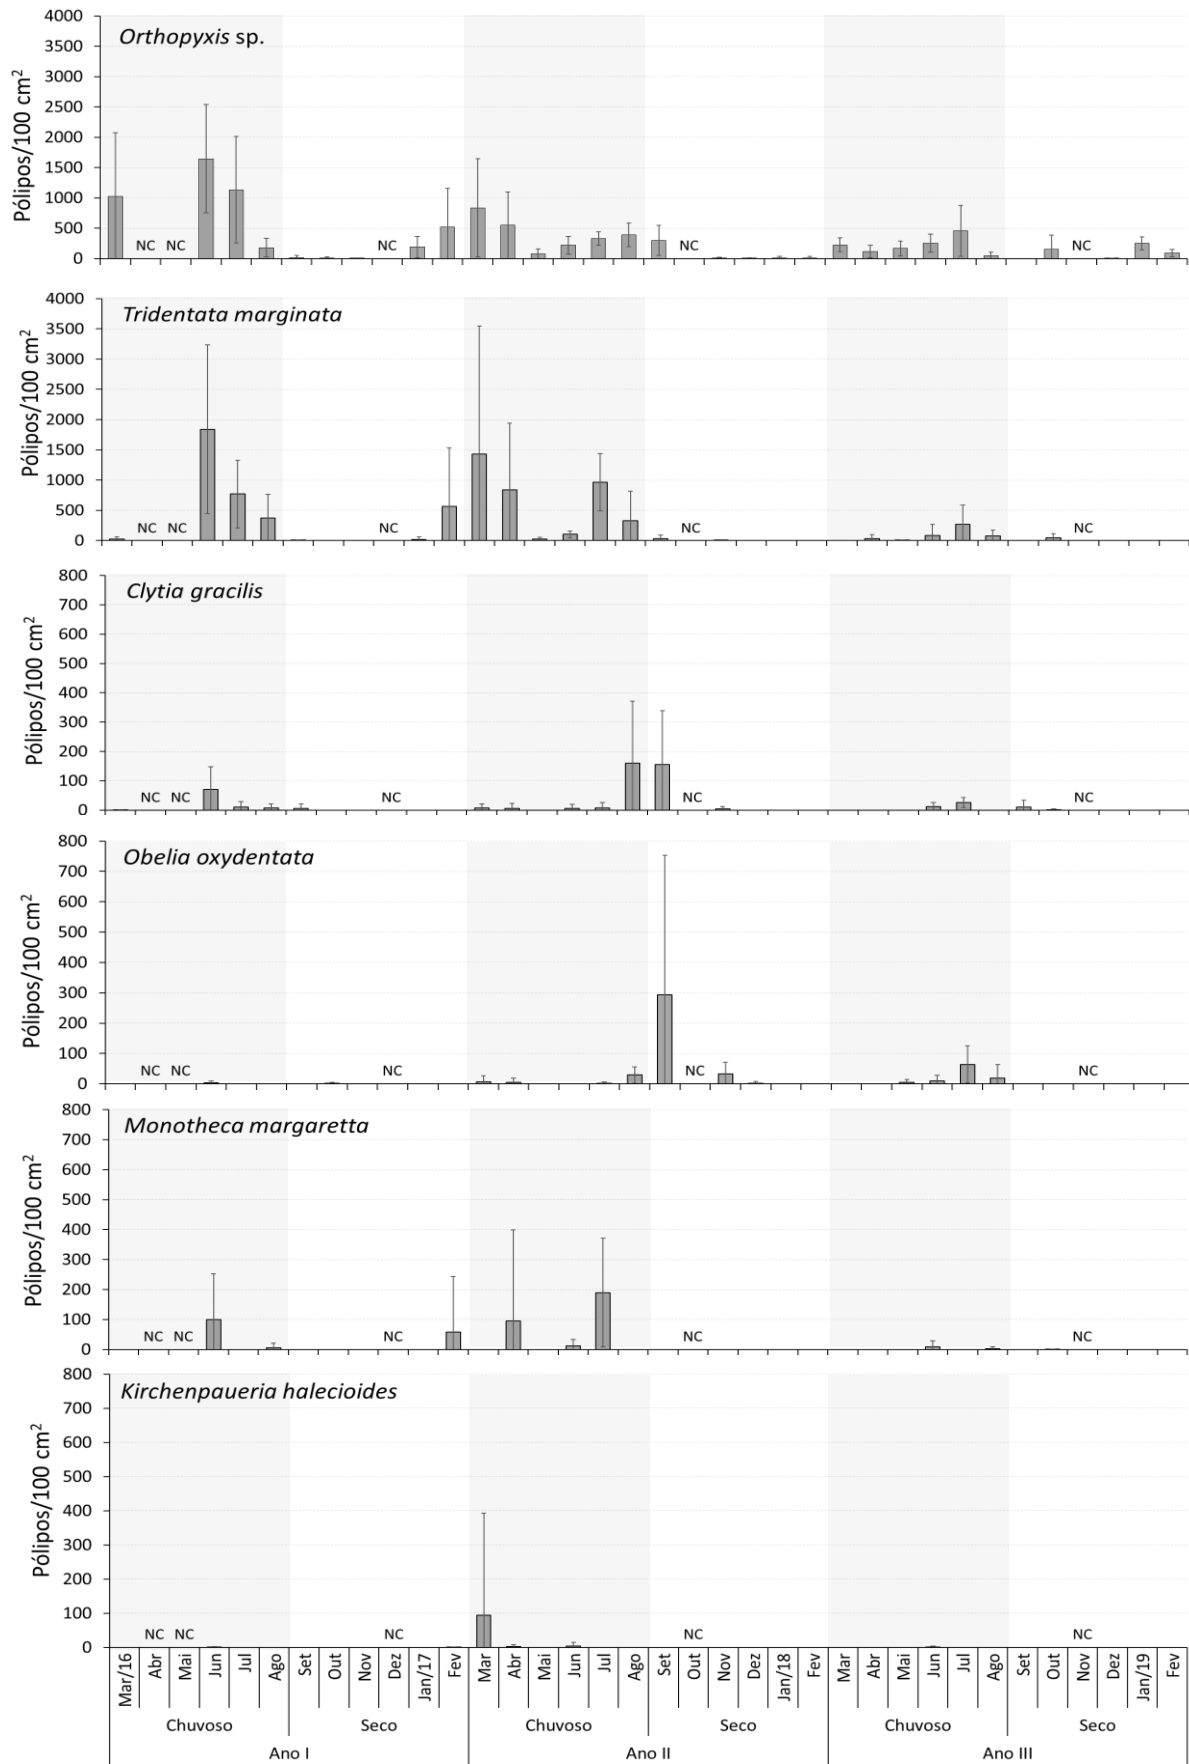 Orthopyxis sp.
Pólipos/100 cm²
4000
3500
3000
2500
2000
1500
1000
500
0
NC NC NC NC NC
Tridentata marginata
Pólipos/100 cm²
4000
3500
3000
2500
2000
1500
1000
500
0
NC NC NC NC NC
Clytia gracilis
Pólipos/100 cm²
800
700
600
500
400
300
200
100
0
NC NC NC NC NC
Obelia oxydentata
Pólipos/100 cm²
800
700
600
500
400
300
200
100
0
NC NC NC NC NC
Monotheca margaretta
Pólipos/100 cm²
800
700
600
500
400
300
200
100
0
NC NC NC NC NC
Kirchenpaueria halecioides
Pólipos/100 cm²
800
700
600
500
400
300
200
100
0
NC NC NC NC NC
Mar/16 Abr Mai Jun Jul Ago Set Out Nov Dez Jan/17 Fev Mar Abr Mai Jun Jul Ago Set Out Nov Dez Jan/18 Fev Mar Abr Mai Jun Jul Ago Set Out Nov Dez Jan/19 Fev
Chuvoso Seco Chuvoso Seco Chuvoso Seco
Ano I Ano II Ano III